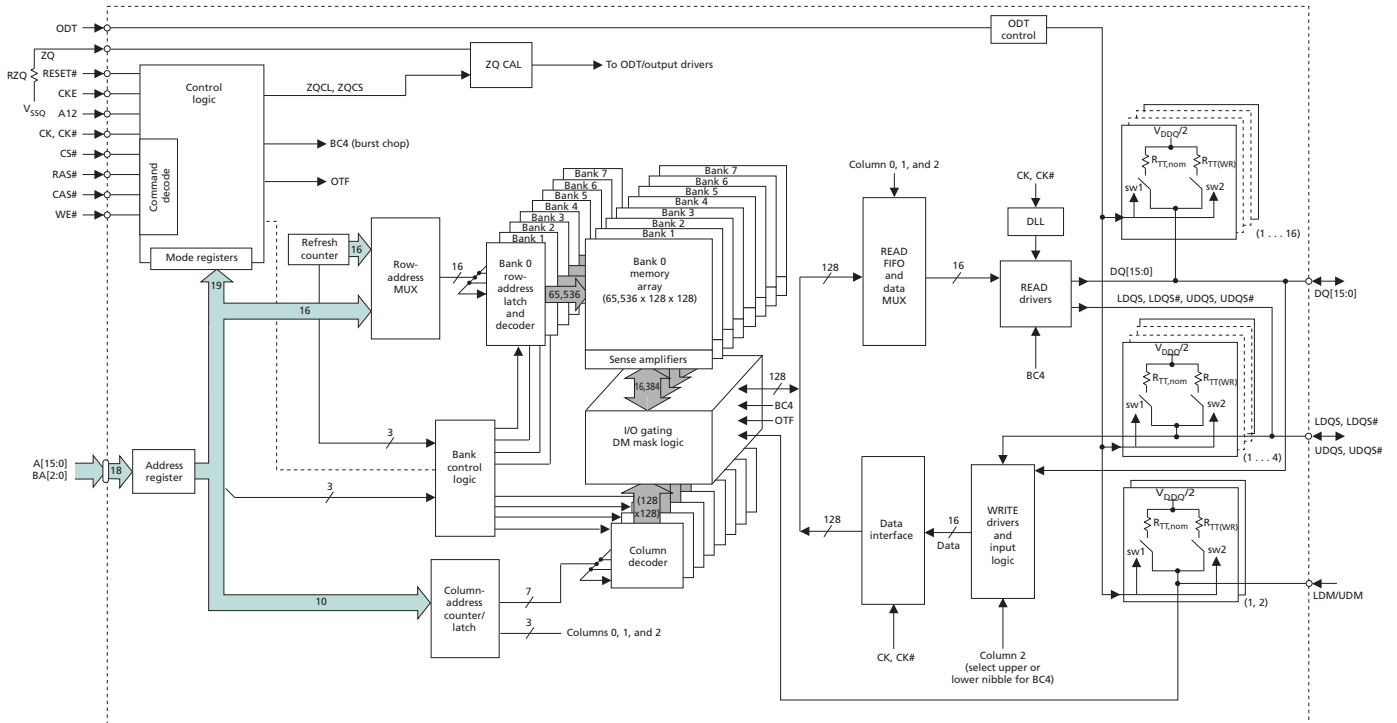 ODT
ODT
control
ZQ
RZQ
VSSQ
RESET#
CKE
A12
CK, CK#
CS#
RAS#
CAS#
WE#
Control
logic
Command
decode
Mode registers
ZQ CAL
To ODT/output drivers
ZQCL, ZQCS
BC4 (burst chop)
OTF
Refresh
counter
16
Row-
address
MUX
16
19
16
Bank 7
Bank 6
Bank 5
Bank 4
Bank 3
Bank 2
Bank 1
Bank 0
row-
address
latch
and
decoder
65,536
Bank 7
Bank 6
Bank 5
Bank 4
Bank 3
Bank 2
Bank 1
Bank 0
memory
array
(65,536 x 128 x 128)
Sense amplifiers
16,384
I/O gating
DM mask logic
128
BC4
OTF
(128
x128)
Column
decoder
A[15:0]
BA[2:0]
18
Address
register
3
3
Bank
control
logic
10
Column-
address
counter/
latch
7
3
Columns 0, 1, and 2
Column 0, 1, and 2
128
READ
FIFO
and
data
MUX
16
CK, CK#
DLL
READ
drivers
BC4
DQ[15:0]
LDQS, LDQS#, UDQS, UDQS#
128
Data
interface
CK, CK#
16
Data
WRITE
drivers
and
input
logic
Column 2
(select upper or
lower nibble for BC4)
VDDQ/2
RTT,nom
RTT(WR)
sw1
sw2
(1 . . . 16)
DQ[15:0]
VDDQ/2
RTT,nom
RTT(WR)
sw1
sw2
(1 . . . 4)
LDQS, LDQS#
UDQS, UDQS#
VDDQ/2
RTT,nom
RTT(WR)
sw1
sw2
(1, 2)
LDM/UDM